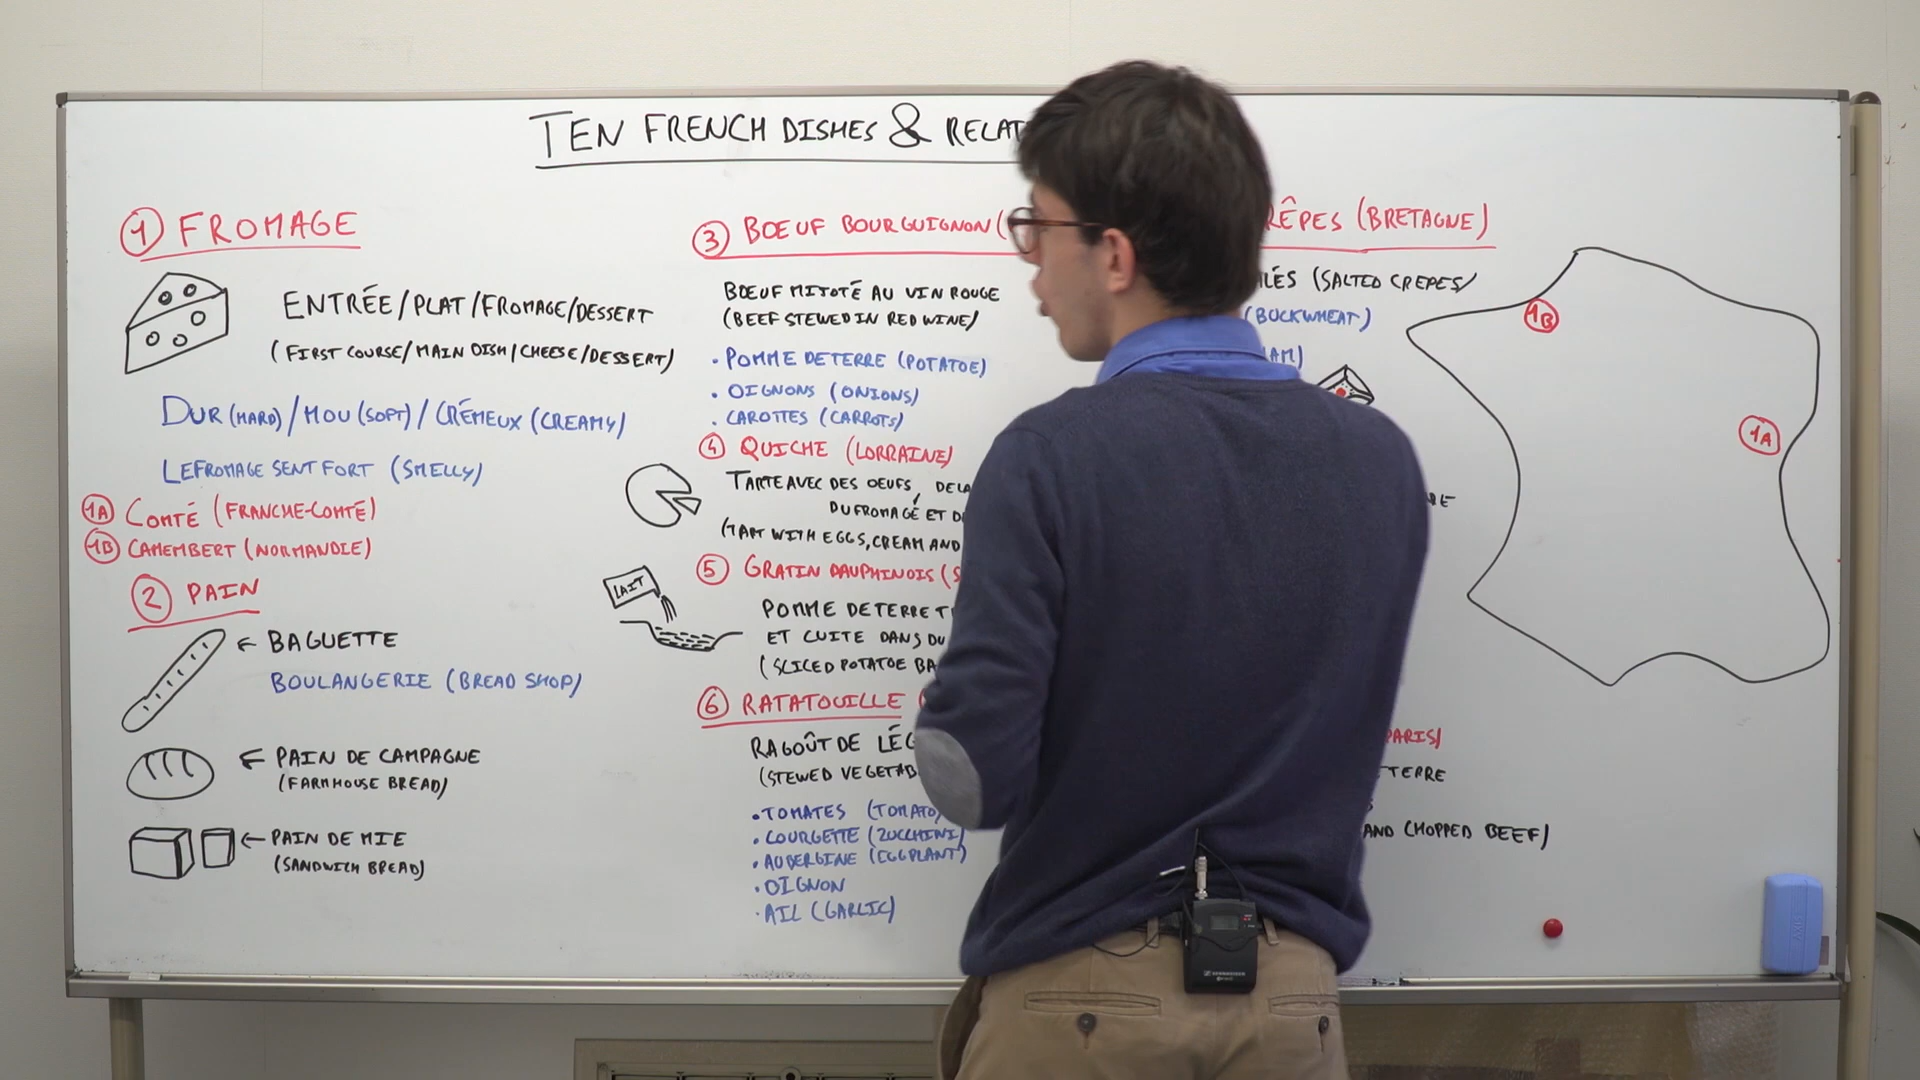 TEN FRENCH DISHES &
1 FROMAGE
ENTRÉE/PLAT/FROMAGE/DESSERT
(FIRST COURSE/MAIN DISH/CHEESE/DESSERT)
DUR (HARD)/MOU (SOFT)/CRÉMEUX (CREAMY)
LE FROMAGE SENT FORT (SMELLY)
1A COMTÉ (FRANCHE-COMTÉ)
1B CAMEMBERT (NORMANDIE)
2 PAIN
← BAGUETTE
BOULANGERIE (BREAD SHOP)
← PAIN DE CAMPAGNE
(FARMHOUSE BREAD)
← PAIN DE MIE
(SANDWICH BREAD)
3 BOEUF BOURGUIGNON (
BŒUF MIJOTÉ AU VIN ROUGE
(BEEF STEWED IN RED WINE)
• POMME DE TERRE (POTATOE)
• OIGNONS (ONIONS)
• CAROTTES (CARROTS)
4 QUICHE (LORRAINE)
TARTE AVEC DES OEUFS, DE LA
DU FROMAGE ET
(TART WITH EGGS, CREAM AND
LAIT
5 GRATIN DAUPHINOIS (
POMME DE TERRE
ET CUITE DANS DU
(SLICED POTATOE
6 RATATOUILLE
RAGOÛT DE
(STEWED
• TOMATES (TOMATO)
• COURGETTE (ZUCCHINI)
• AUBERGINE (EGGPLANT)
• OIGNON
• AIL (GARLIC)
RÊPES (BRETAGNE)
LÉS (SALTED CREPES)
(BUCKWHEAT)
AM)
1B
1A
PARIS)
TERRE
AND CHOPPED BEEF)
SENNHEISER
AXIS